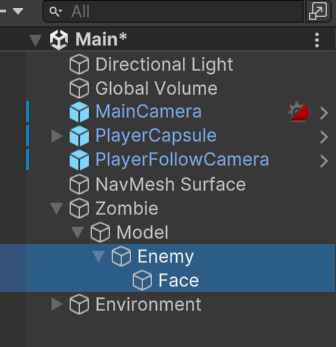 All
Main*
Directional Light
Global Volume
MainCamera
PlayerCapsule
PlayerFollowCamera
NavMesh Surface
Zombie
Model
Enemy
Face
Environment